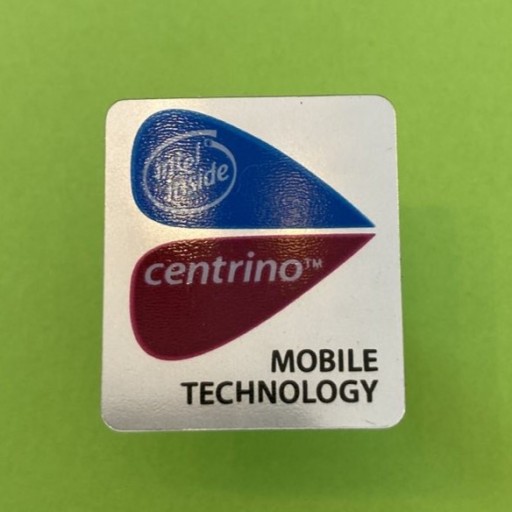 intel
inside
centrino™
MOBILE
TECHNOLOGY